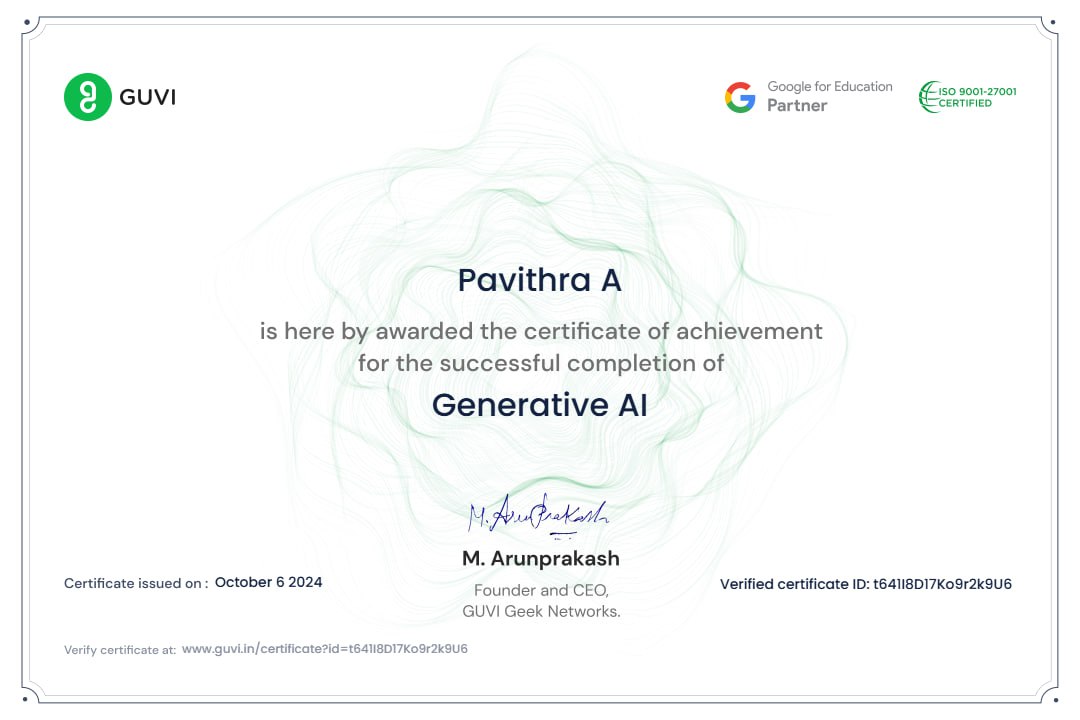 GUVI
Google for Education
Partner
ISO 9001-27001
CERTIFIED
Pavithra A
is here by awarded the certificate of achievement
for the successful completion of
Generative AI
M. Arunprakash
M. Arunprakash
Founder and CEO,
GUVI Geek Networks.
Certificate issued on : October 6 2024
Verified certificate ID: t641I8D17Ko9r2k9U6
Verify certificate at: www.guvi.in/certificate?id=t641I8D17Ko9r2k9U6